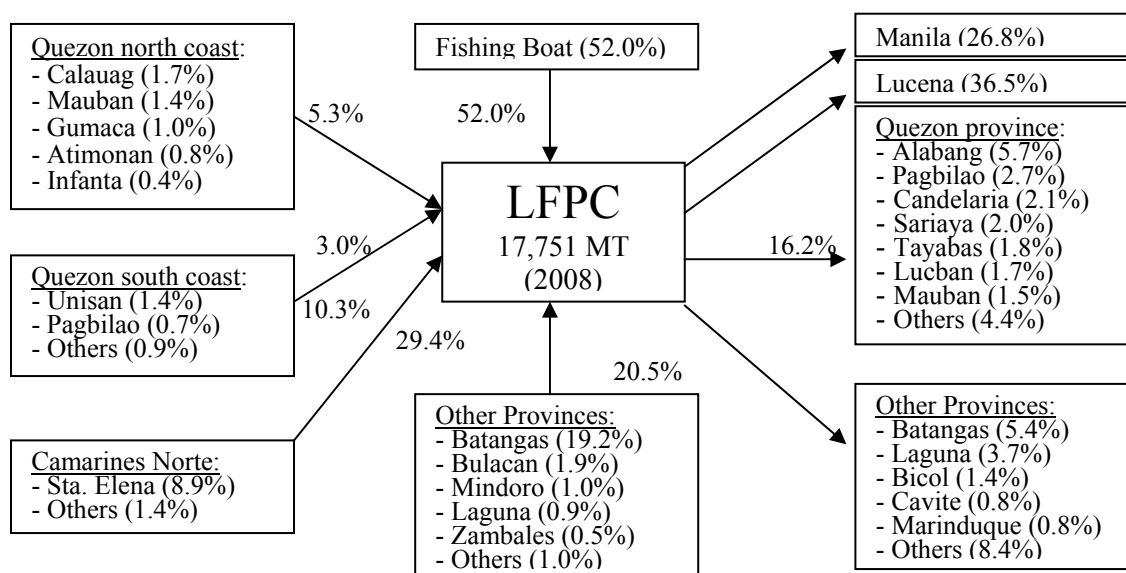 Quezon north coast:
- Calauag (1.7%)
- Mauban (1.4%)
- Gumaca (1.0%)
- Atimonan (0.8%)
- Infanta (0.4%)
5.3%
Quezon south coast:
- Unisan (1.4%)
- Pagbilao (0.7%)
- Others (0.9%)
3.0%
10.3%
Camarines Norte:
- Sta. Elena (8.9%)
- Others (1.4%)
29.4%
Fishing Boat (52.0%)
52.0%
LFPC
17,751 MT
(2008)
Other Provinces:
- Batangas (19.2%)
- Bulacan (1.9%)
- Mindoro (1.0%)
- Laguna (0.9%)
- Zambales (0.5%)
- Others (1.0%)
Manila (26.8%)
Lucena (36.5%)
16.2%
Quezon province:
- Alabang (5.7%)
- Pagbilao (2.7%)
- Candelaria (2.1%)
- Sariaya (2.0%)
- Tayabas (1.8%)
- Lucban (1.7%)
- Mauban (1.5%)
- Others (4.4%)
20.5%
Other Provinces:
- Batangas (5.4%)
- Laguna (3.7%)
- Bicol (1.4%)
- Cavite (0.8%)
- Marinduque (0.8%)
- Others (8.4%)